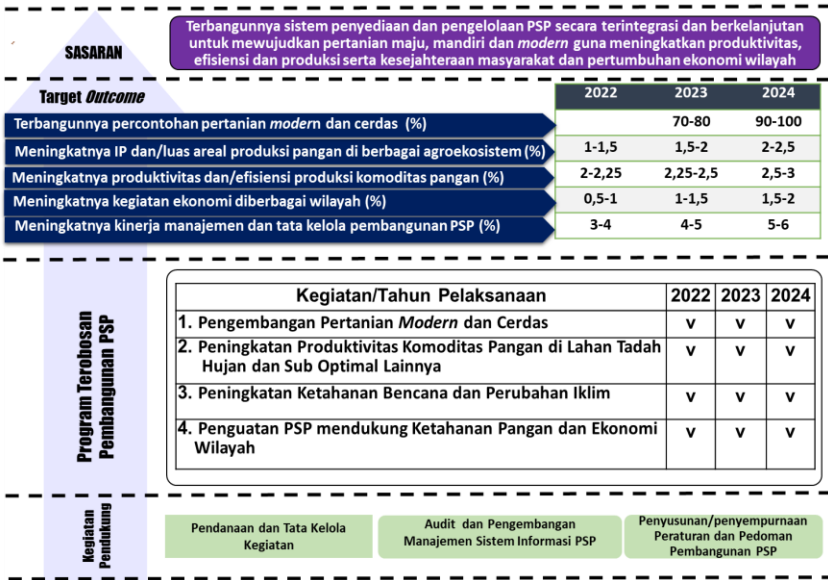 SASARAN
Terbangunnya sistem penyediaan dan pengelolaan PSP secara terintegrasi dan berkelanjutan
untuk mewujudkan pertanian maju, mandiri dan modern guna meningkatkan produktivitas,
efisiensi dan produksi serta kesejahteraan masyarakat dan pertumbuhan ekonomi wilayah
Target Outcome 2022 2023 2024
Terbangunnya percontohan pertanian modern dan cerdas (%) 70-80 90-100
Meningkatnya IP dan/luas areal produksi pangan di berbagai agroekosistem (%) 1-1,5 1,5-2 2-2,5
Meningkatnya produktivitas dan/efisiensi produksi komoditas pangan (%) 2-2,25 2,25-2,5 2,5-3
Meningkatnya kegiatan ekonomi diberbagai wilayah (%) 0,5-1 1-1,5 1,5-2
Meningkatnya kinerja manajemen dan tata kelola pembangunan PSP (%) 3-4 4-5 5-6
Program Terobosan
Pembangunan PSP
Kegiatan/Tahun Pelaksanaan 2022 2023 2024
1. Pengembangan Pertanian Modern dan Cerdas v v v
2. Peningkatan Produktivitas Komoditas Pangan di Lahan Tadah
Hujan dan Sub Optimal Lainnya v v v
3. Peningkatan Ketahanan Bencana dan Perubahan Iklim v v v
4. Penguatan PSP mendukung Ketahanan Pangan dan Ekonomi
Wilayah v v v
Kegiatan
Pendukung
Pendanaan dan Tata Kelola
Kegiatan
Audit dan Pengembangan
Manajemen Sistem Informasi PSP
Penyusunan/penyempurnaan
Peraturan dan Pedoman
Pembangunan PSP